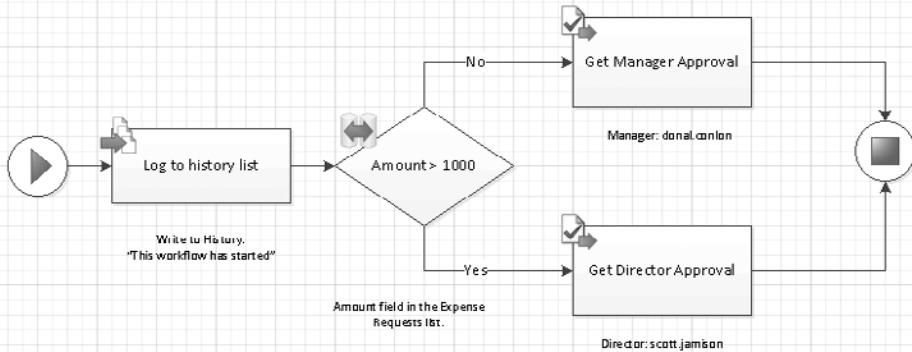 No
Get Manager Approval
Manager: donal.conlon
Log to history list
Amount > 1000
Write to History.
"This workflow has started"
Yes
Get Director Approval
Amount field in the Expense
Requests list.
Director: scott.jamison